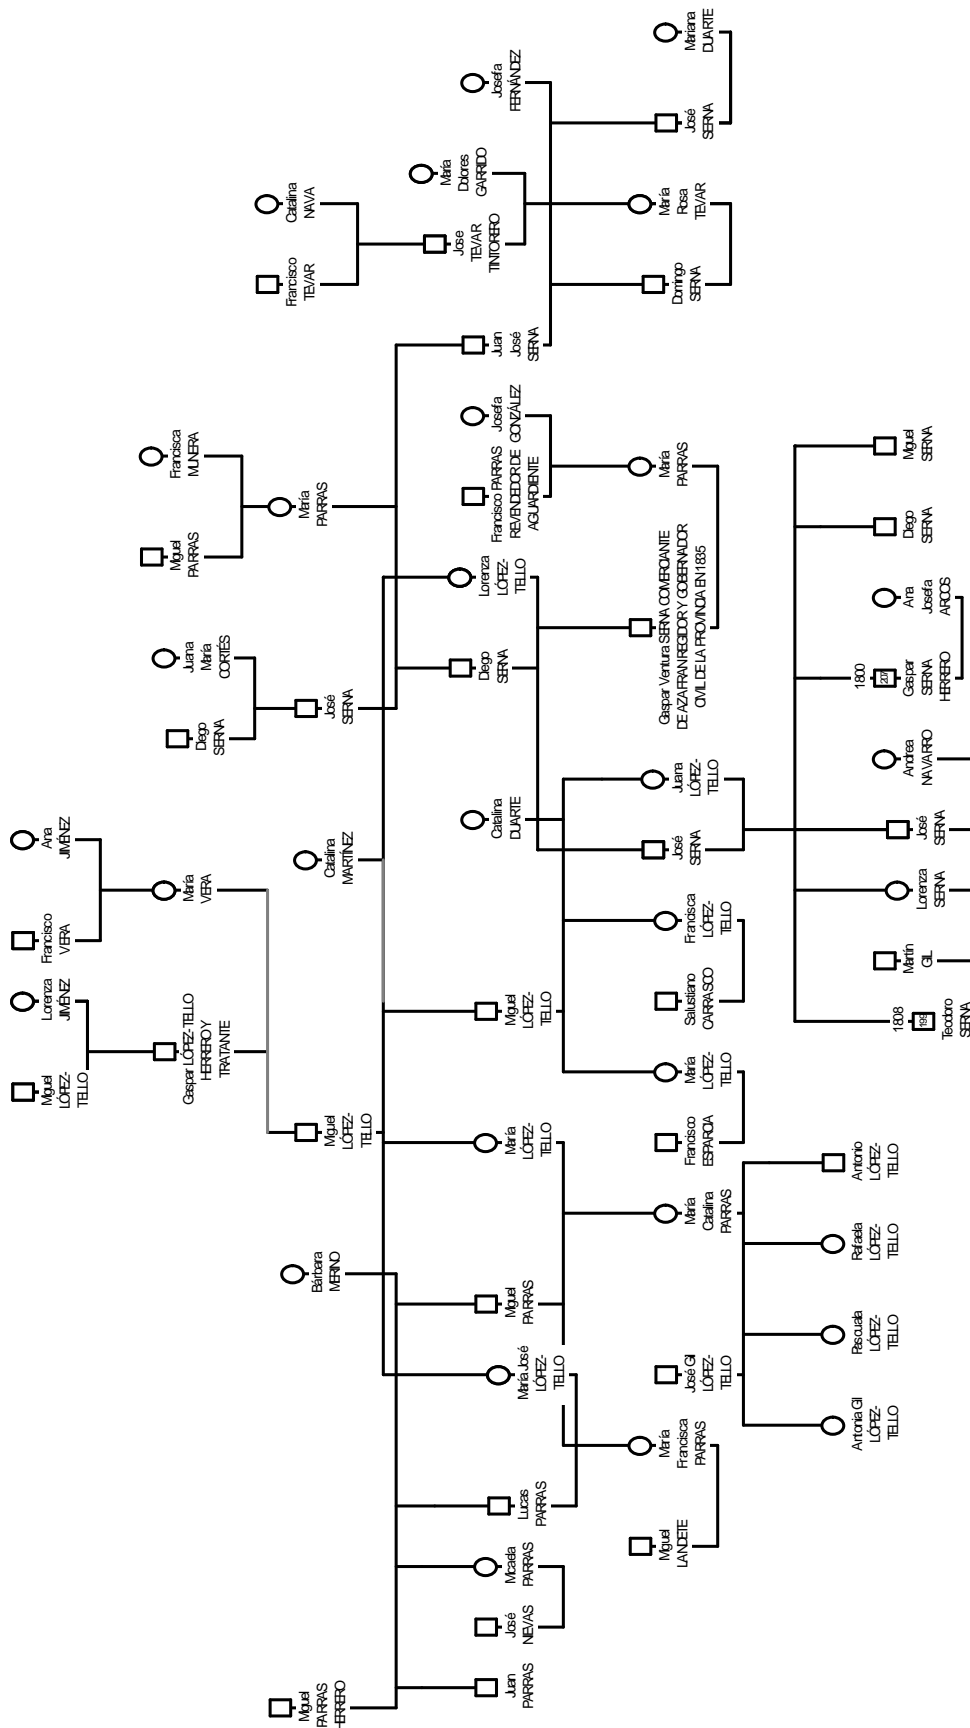 Miguel
LÓPEZ-
TELLO
Lorenza
JIMÉNEZ
Francisco
VERA
Ana
JIMÉNEZ
Gaspar LÓPEZ-TELLO
HERRERO Y
TRATANTE
María
VERA
Diego
SERNA
Juana
María
CORTÉS
Miguel
PARRAS
Francisca
MUNERA
Francisco
TEVAR
Catalina
NAVA
Miguel
PARRAS
HERRERO
Bárbara
MERINO
Miguel
LÓPEZ-
TELLO
Catalina
MARTÍNEZ
José
SERNA
María
PARRAS
Jose
TEVAR
TINTORERO
María
Dolores
GARRIDO
Juan
PARRAS
José
NIEVAS
Micaela
PARRAS
Lucas
PARRAS
María José
LÓPEZ-
TELLO
Miguel
PARRAS
María
LÓPEZ-
TELLO
Miguel
LÓPEZ-
TELLO
Catalina
DUARTE
Diego
SERNA
Lorenza
LÓPEZ-
TELLO
Francisco PARRAS
REVENDEDOR DE
AGUARDIENTE
Josefa
GONZÁLEZ
Juan
José
SERNA
Josefa
FERNÁNDEZ
Miguel
LANDETE
María
Francisca
PARRAS
José Gil
LÓPEZ-
TELLO
María
Catalina
PARRAS
Francisco
ESPARCIA
María
LÓPEZ-
TELLO
Salustiano
CARRASCO
Francisca
LÓPEZ-
TELLO
José
SERNA
Juana
LÓPEZ-
TELLO
Gaspar Ventura SERNA COMERCIANTE
DE AZAFRAN REGIDOR Y GOBERNADOR
CIVIL DE LA PROVINCIA EN 1835
María
PARRAS
Domingo
SERNA
María
Rosa
TEVAR
José
SERNA
Mariana
DUARTE
Antonia Gil
LÓPEZ-
TELLO
Pascuala
LÓPEZ-
TELLO
Rafaela
LÓPEZ-
TELLO
Antonio
LÓPEZ-
TELLO
1808
Teodoro
SERNA
Martín
GIL
Lorenza
SERNA
José
SERNA
Andrea
NAVARRO
1800
207
Gaspar
SERNA
HERRERO
Ana
Josefa
ARCOS
Diego
SERNA
Miguel
SERNA